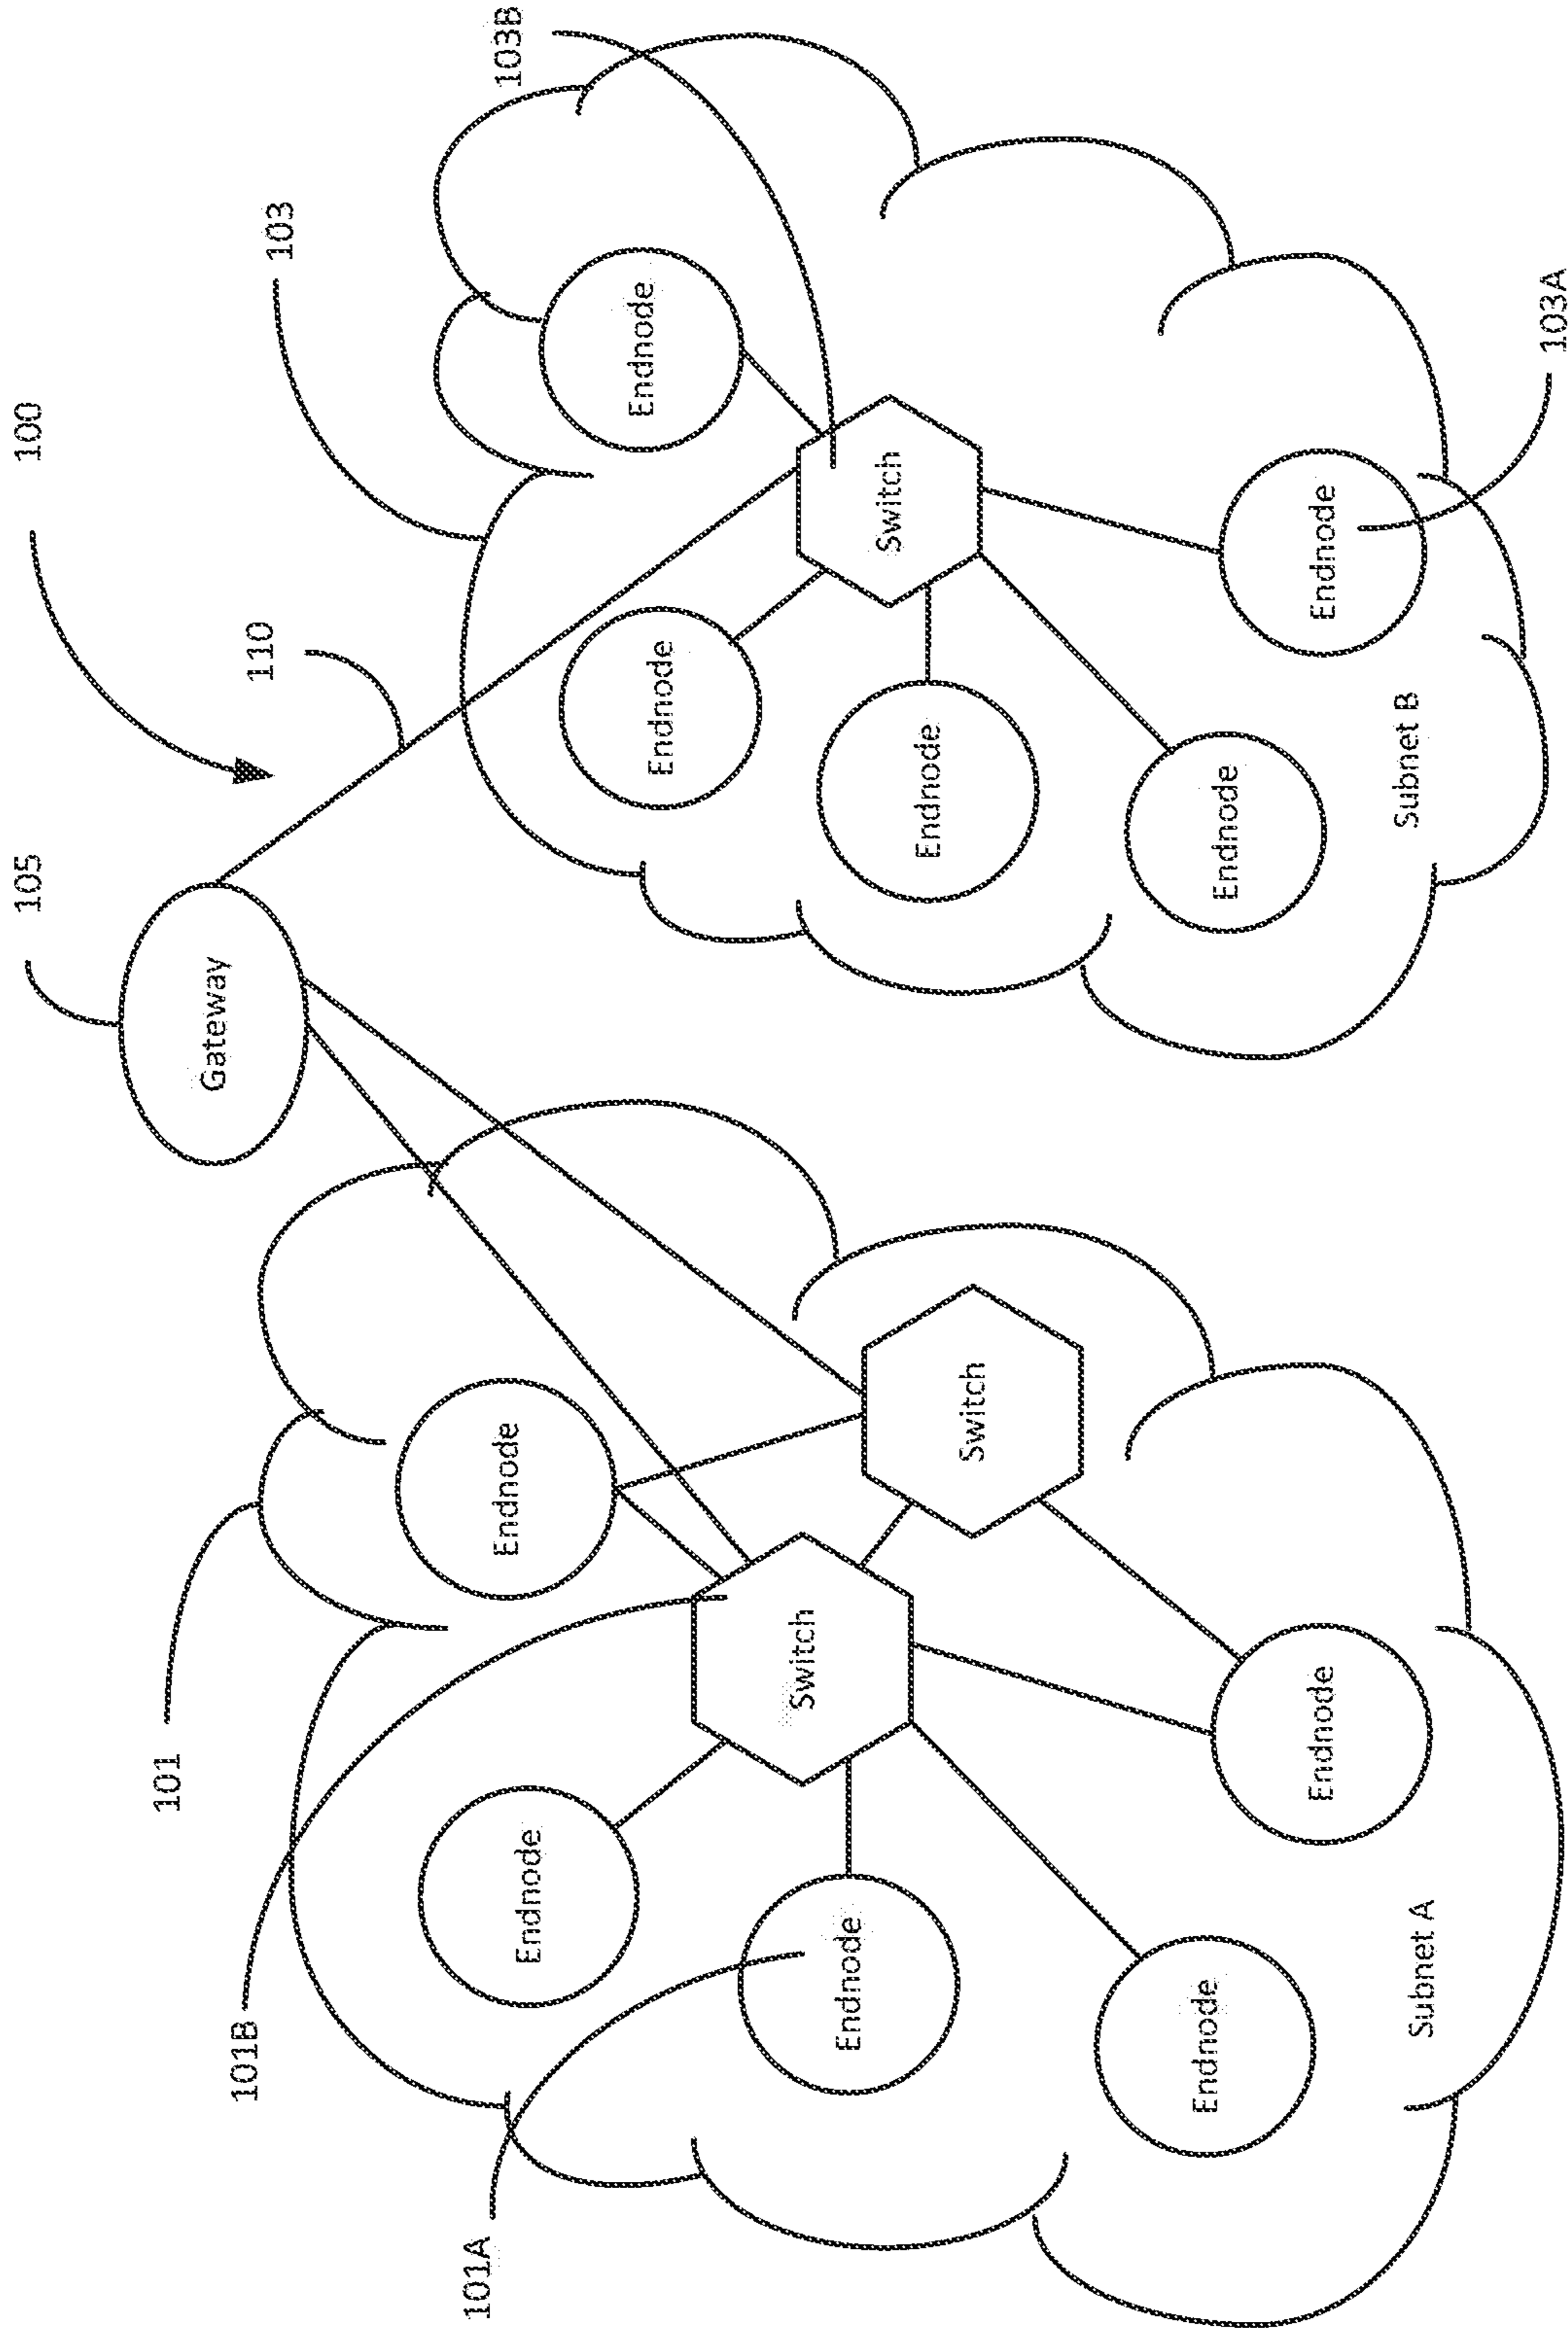 100
105
Gateway
110
103
103B
101
101B
101A
Endnode
Endnode
Endnode
Endnode
Endnode
Switch
Switch
Subnet A
Endnode
Endnode
Endnode
Endnode
Endnode
Switch
Subnet B
103A